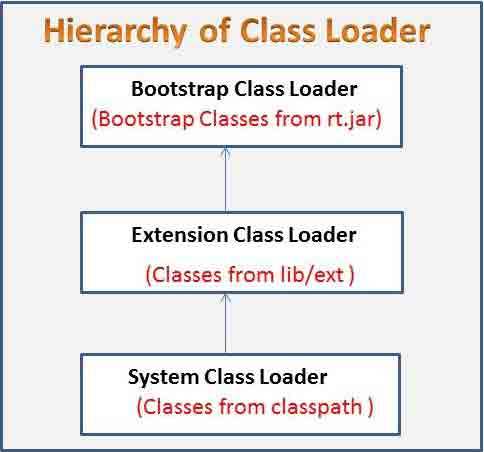 Hierarchy of Class Loader
Bootstrap Class Loader
(Bootstrap Classes from rt.jar)
Extension Class Loader
(Classes from lib/ext )
System Class Loader
(Classes from classpath )